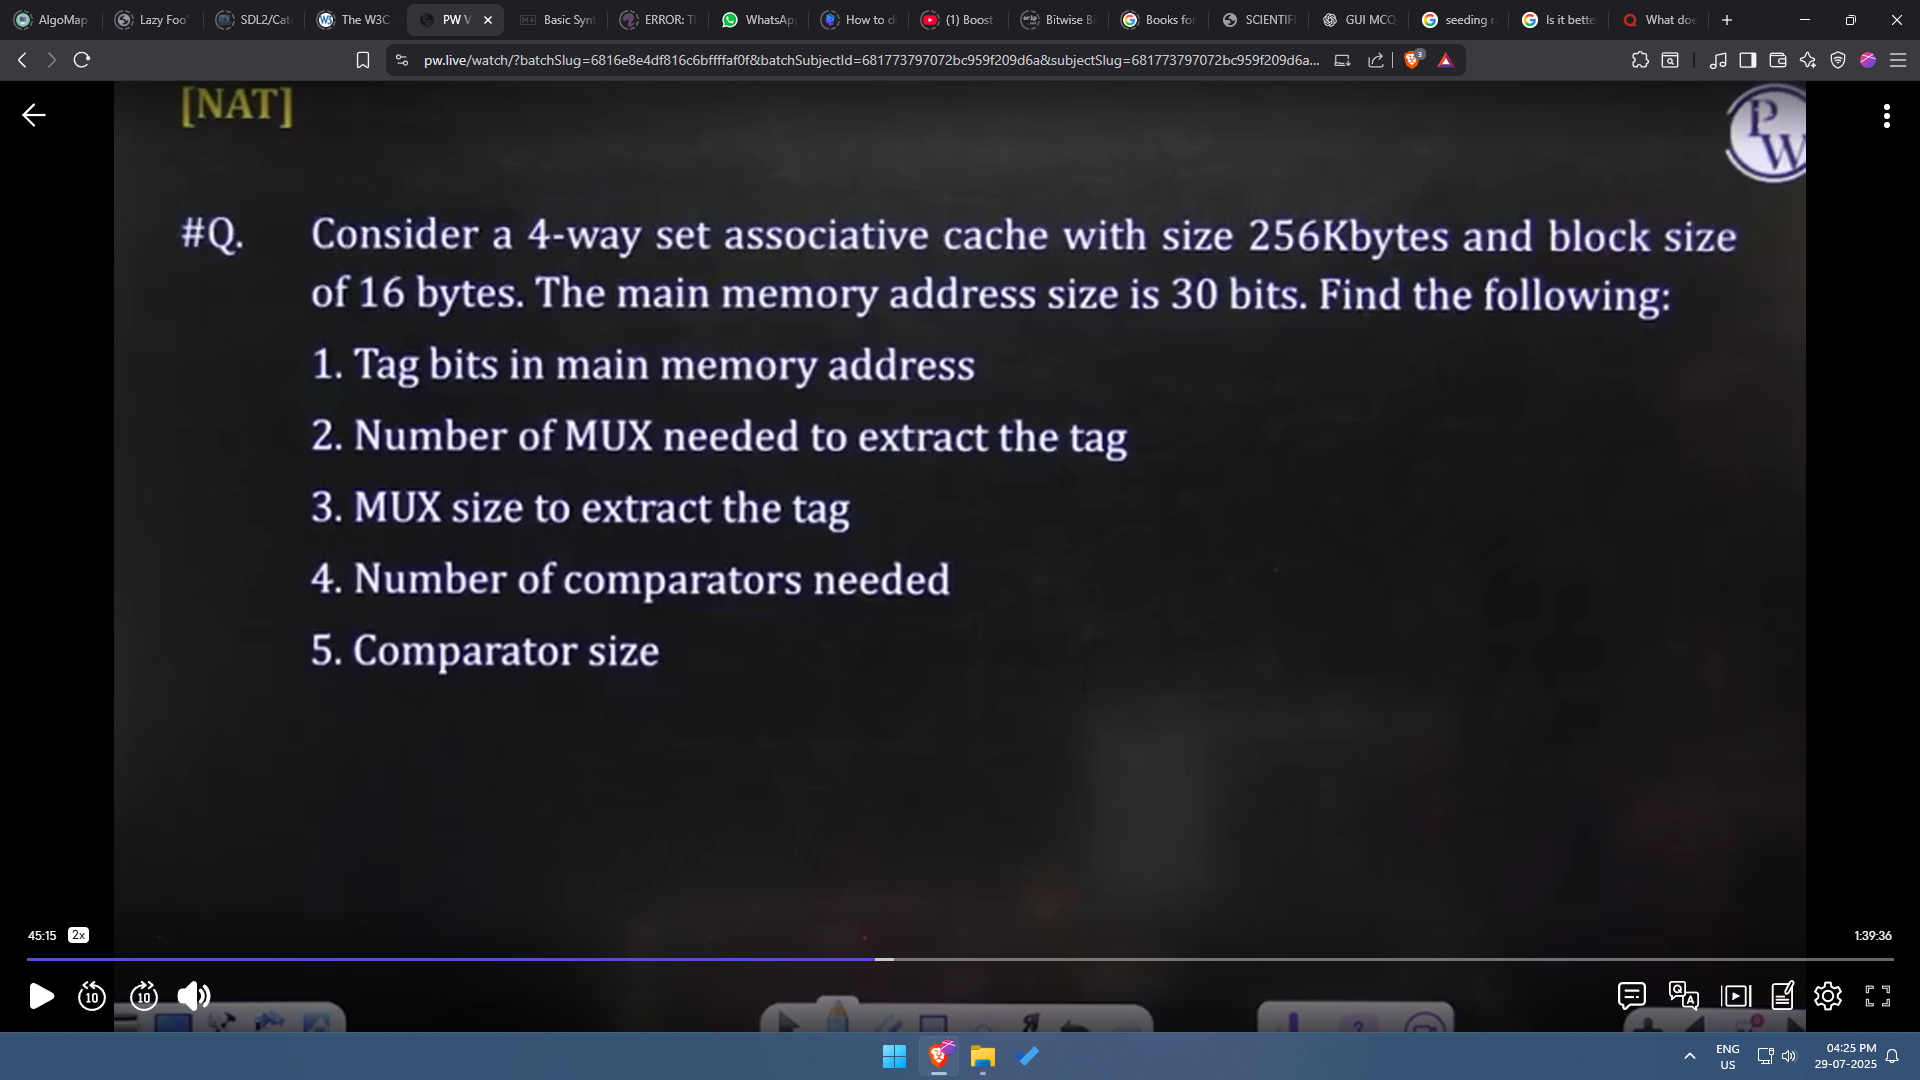 AlgoMap
Lazy Foo'
SDL2/Cat
The W3C
PW V
Basic Syn
ERROR: T
WhatsAp
How to d
(1) Boost
Bitwise Bi
Books for
SCIENTIF
GUI MCQ
seeding r
Is it bette
What doe
pw.live/watch/?batchSlug=6816e8e4df816c6bffffaf0f&batchSubjectId=681773797072bc959f209d6a&subjectSlug=681773797072bc959f209d6a...
3
[NAT]
PW
#Q. Consider a 4-way set associative cache with size 256Kbytes and block size
of 16 bytes. The main memory address size is 30 bits. Find the following:
1. Tag bits in main memory address
2. Number of MUX needed to extract the tag
3. MUX size to extract the tag
4. Number of comparators needed
5. Comparator size
45:15 2x
1:39:36
10 10
Q A
ENG
US
04:25 PM
29-07-2025